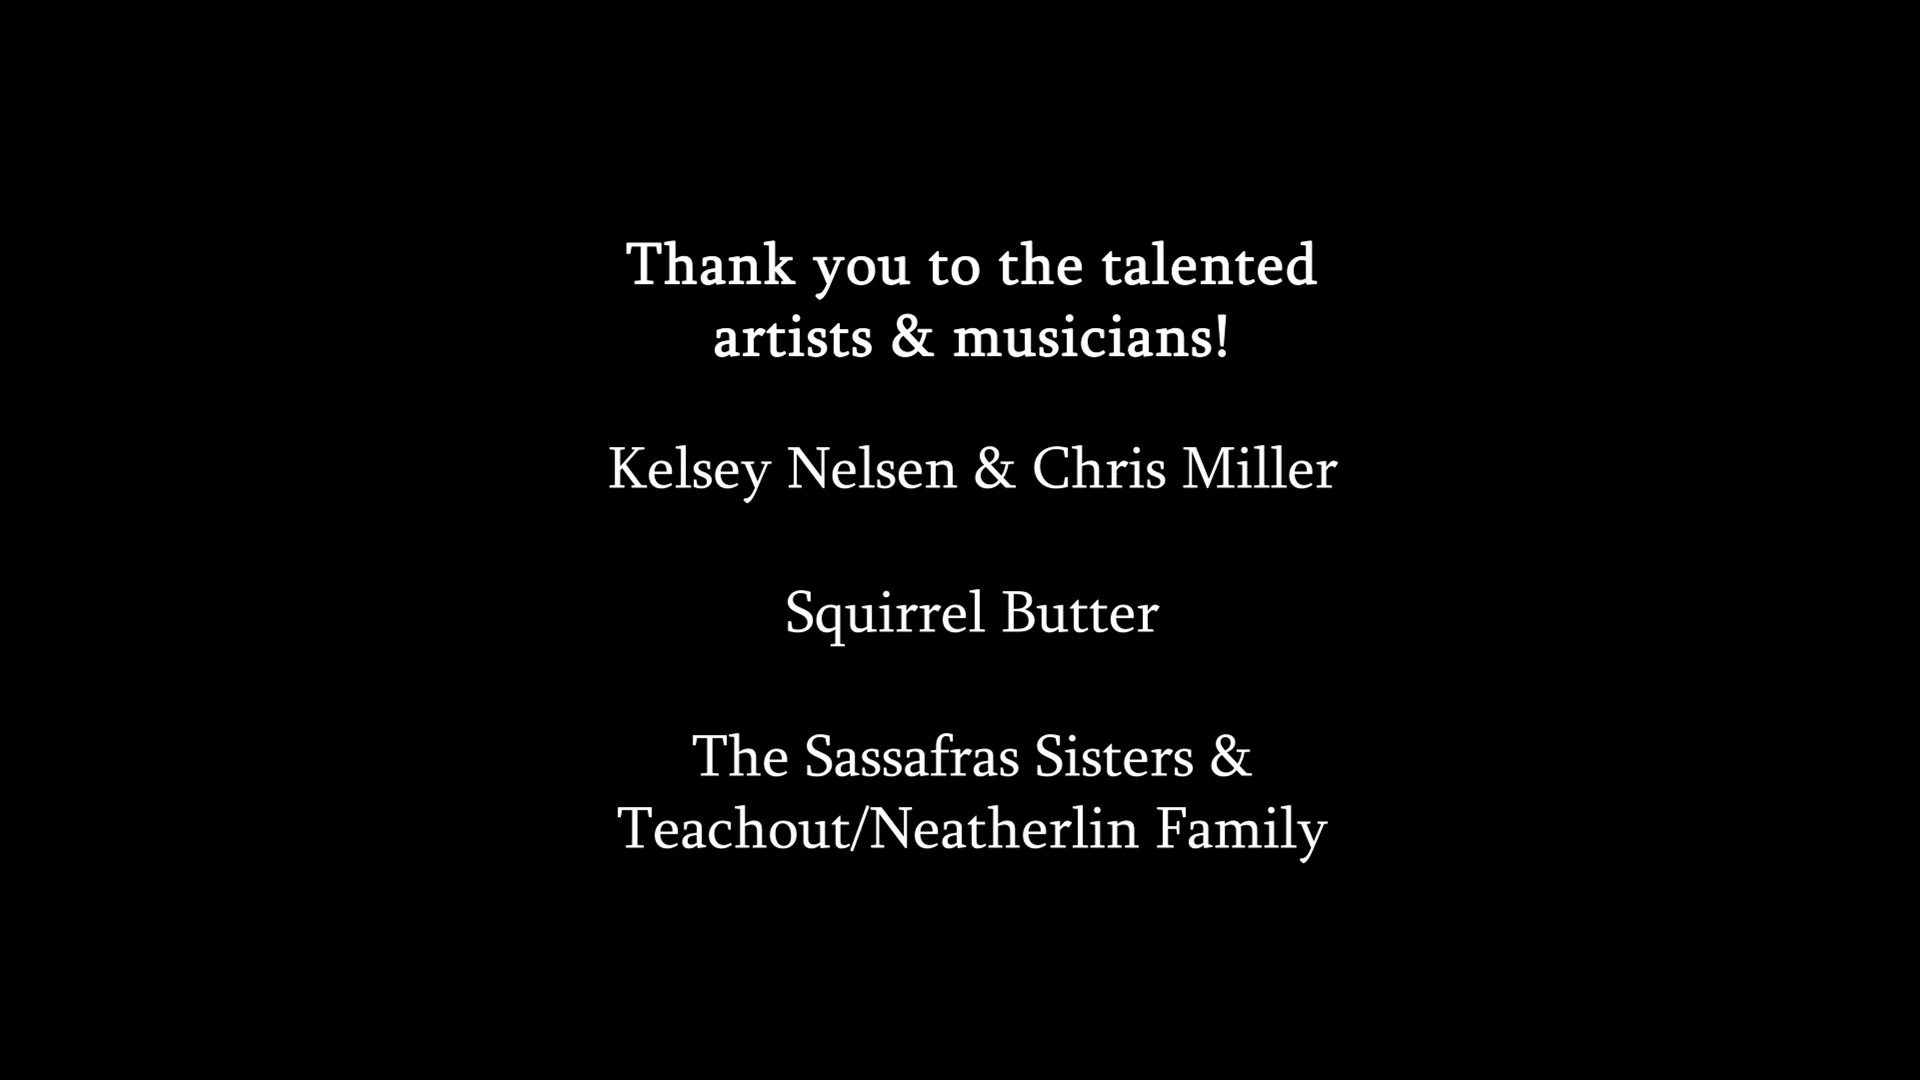 Thank you to the talented
artists & musicians!
Kelsey Nelsen & Chris Miller
Squirrel Butter
The Sassafras Sisters &
Teachout/Neatherlin Family